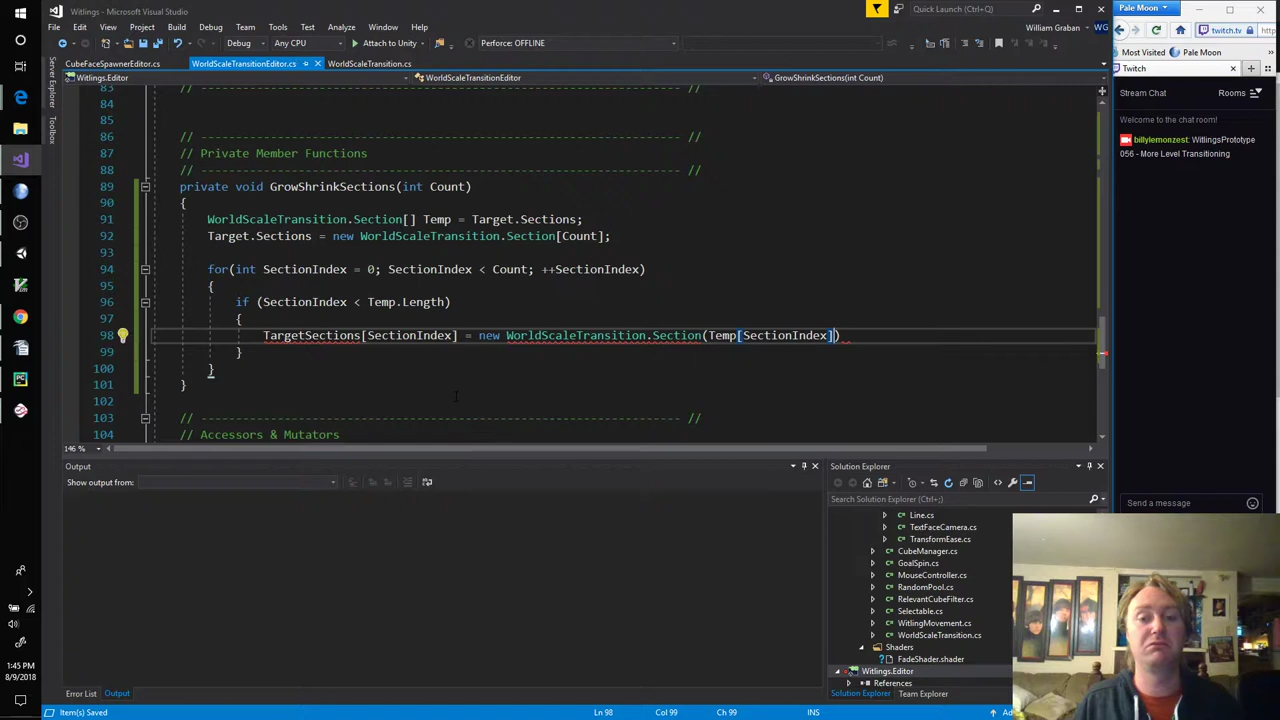 Witlings - Microsoft Visual Studio
Quick Launch (Ctrl+Q)
Pale Moon
File Edit View Project Build Debug Team Tools Test Analyze Window Help
William Graban WG
twitch.tv
Debug Any CPU Attach to Unity Perforce: OFFLINE
Most Visited Pale Moon
CubeFaceSpawnerEditor.cs WorldScaleTransitionEditor.cs WorldScaleTransition.cs
Twitch
Witlings.Editor WorldScaleTransitionEditor GrowShrinkSections(int Count)
Server Explorer
Toolbox
Stream Chat Rooms
Welcome to the chat room!
billylemonzest: WitlingsPrototype
056 - More Level Transitioning
83 // ------------------------------------------------------------------- //
84
85
86 // ------------------------------------------------------------------- //
87 // Private Member Functions
88 // ------------------------------------------------------------------- //
89 private void GrowShrinkSections(int Count)
90 {
91 WorldScaleTransition.Section[] Temp = Target.Sections;
92 Target.Sections = new WorldScaleTransition.Section[Count];
93
94 for(int SectionIndex = 0; SectionIndex < Count; ++SectionIndex)
95 {
96 if (SectionIndex < Temp.Length)
97 {
98 TargetSections[SectionIndex] = new WorldScaleTransition.Section(Temp[SectionIndex])
99 }
100 }
101 }
102
103 // ------------------------------------------------------------------- //
104 // Accessors & Mutators
146 %
Output
Show output from:
Solution Explorer
Search Solution Explorer (Ctrl+;)
Line.cs
TextFaceCamera.cs
TransformEase.cs
CubeManager.cs
GoalSpin.cs
MouseController.cs
RandomPool.cs
RelevantCubeFilter.cs
Selectable.cs
WitlingMovement.cs
WorldScaleTransition.cs
Shaders
FadeShader.shader
Witlings.Editor
References
Send a message
Error List Output
Solution Explorer Team Explorer
1:45 PM
8/9/2018
Item(s) Saved Ln 98 Col 99 Ch 99 INS